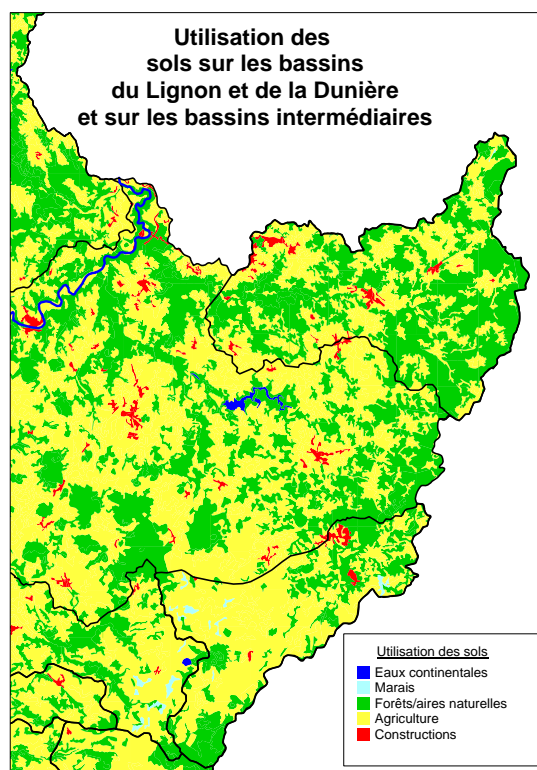 Utilisation des
sols sur les bassins
du Lignon et de la Dunière
et sur les bassins intermédiaires
Utilisation des sols
Eaux continentales
Marais
Forêts/aires naturelles
Agriculture
Constructions